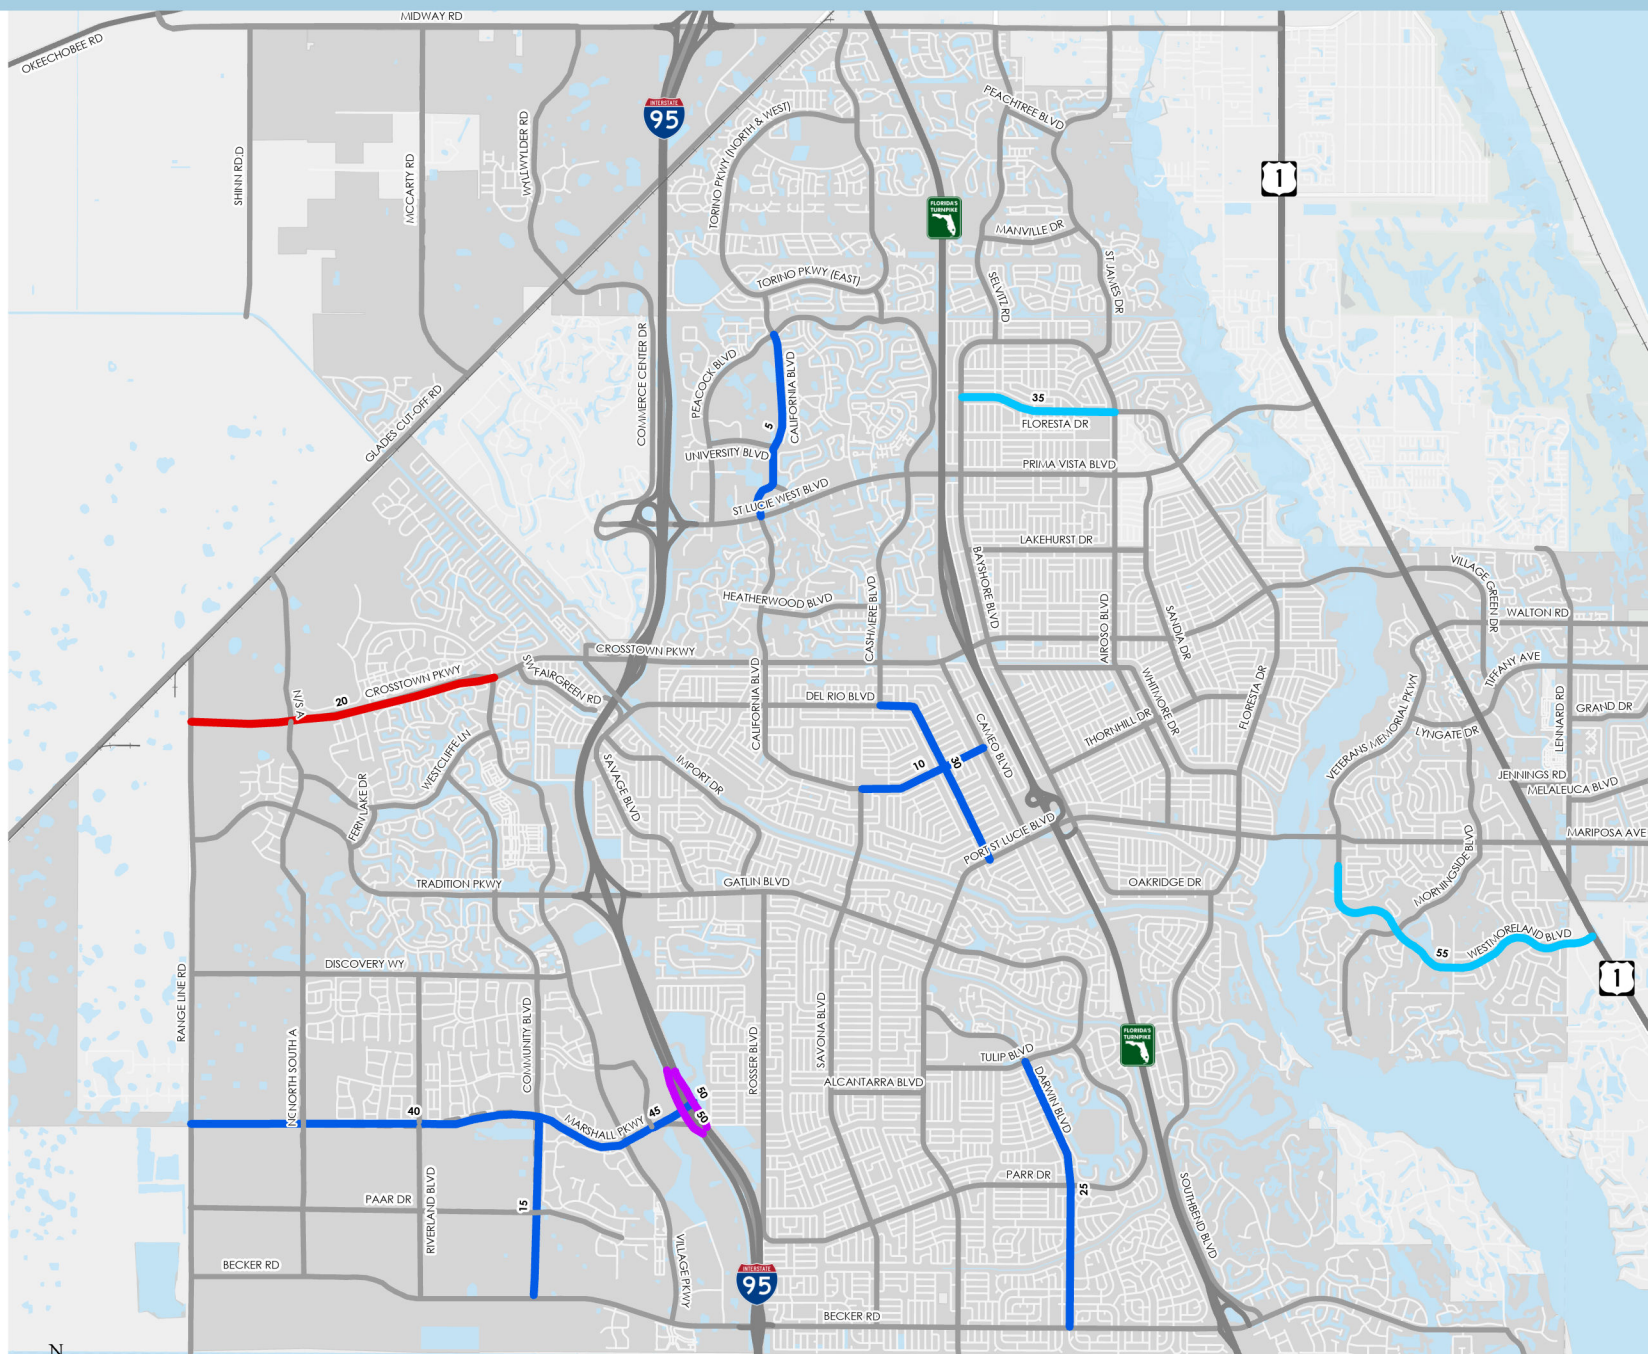 MIDWAY RD
OKEECHOBEE RD
INTERSTATE
95
PEACHTREE BLVD
TORINO PKWY (NORTH & WEST)
WYLDER RD
SHINN RD.D
MCCARTY RD
1
FLORIDA'S
TURNPIKE
MANVILLE DR
TORINO PKWY (EAST)
SELVITZ RD
ST JAMES DR
COMMERCE CENTER DR
PEACOCK BLVD
CALIFORNIA BLVD
5
35
FLORESTA DR
GLADES CUT-OFF RD
UNIVERSITY BLVD
PRIMA VISTA BLVD
ST LUCIE WEST BLVD
LAKEHURST DR
BAYSHORE BLVD
VILLAGE GREEN DR
HEATHERWOOD BLVD
CASHMERE BLVD
AIROSO BLVD
SANDIA DR
WALTON RD
CROSSTOWN PKWY
SW FAIRGREEN RD
CROSSTOWN PKWY
20
N/S A
CALIFORNIA BLVD
DEL RIO BLVD
WHITMORE DR
FLORESTA DR
TIFFANY AVE
GRAND DR
LENNARD RD
VETERANS MEMORIAL PKWY
LYNGATE DR
CAMEO BLVD
THORNHILL DR
WESTCLIFFE LN
10
30
SAVAGE BLVD
IMPORT DR
JENNINGS RD
MELALEUCA BLVD
FERN LAKE DR
PORT ST LUCIE BLVD
MARIPOSA AVE
MORNINGSIDE BLVD
TRADITION PKWY
GATLIN BLVD
OAKRIDGE DR
WESTMORELAND BLVD
55
DISCOVERY WY
1
RANGE LINE RD
NORTH SOUTH A
COMMUNITY BLVD
ROSSER BLVD
SAVONA BLVD
FLORIDA'S
TURNPIKE
TULIP BLVD
DARWIN BLVD
ALCANTARRA BLVD
50
50
40
45
MARSHALL PKWY
PARR DR
25
PAAR DR
RIVERLAND BLVD
15
SOUTHBEND BLVD
BECKER RD
VILLAGE PKWY
INTERSTATE
95
BECKER RD
N